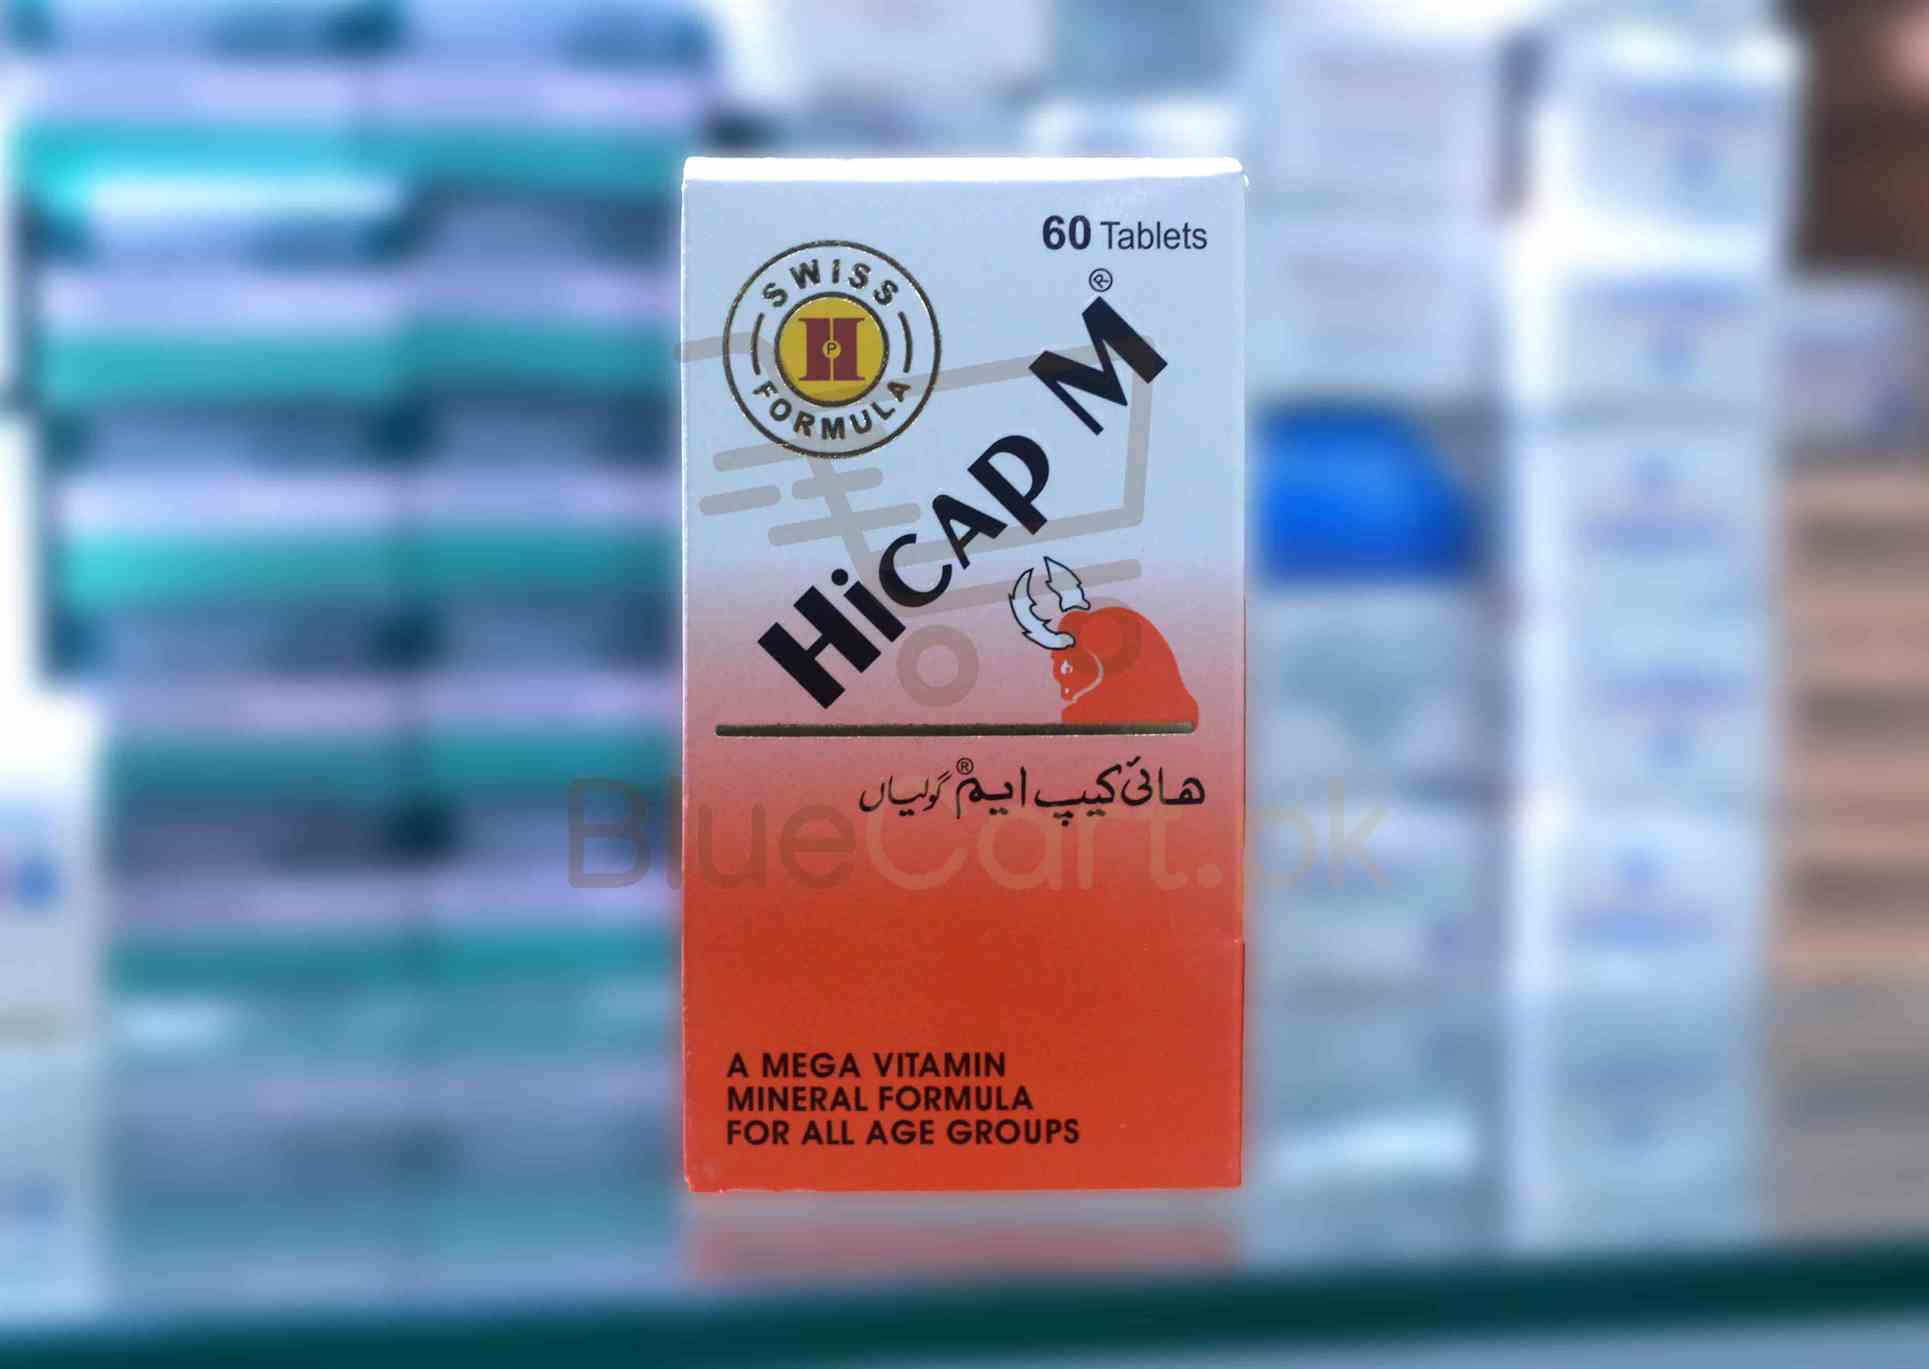 60 Tablets
SWISS
FORMULA
H
P
HiCAP M®
ھائی کیپ ایم® گولیاں
BlueCart.pk
A MEGA VITAMIN
MINERAL FORMULA
FOR ALL AGE GROUPS